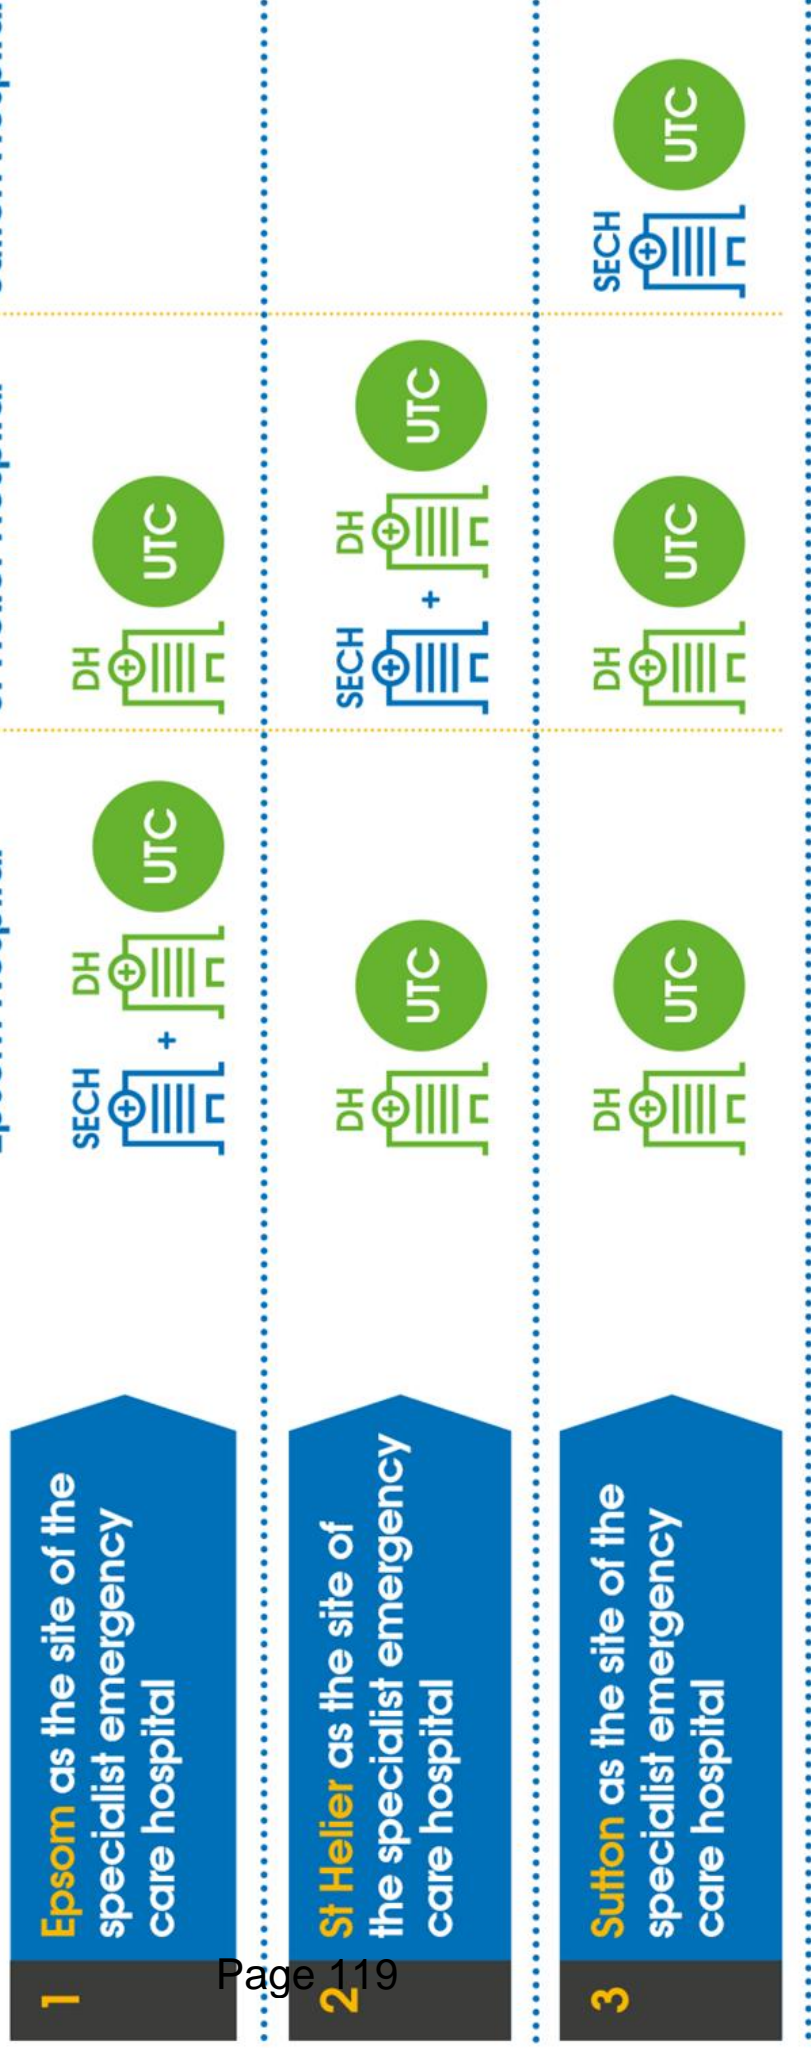 1
Epsom as the site of the
specialist emergency
care hospital
SECH
+
DH
UTC
DH
UTC
2
St Helier as the site of
the specialist emergency
care hospital
DH
UTC
SECH
+
DH
UTC
3
Sutton as the site of the
specialist emergency
care hospital
DH
UTC
DH
UTC
SECH
UTC
Page 119